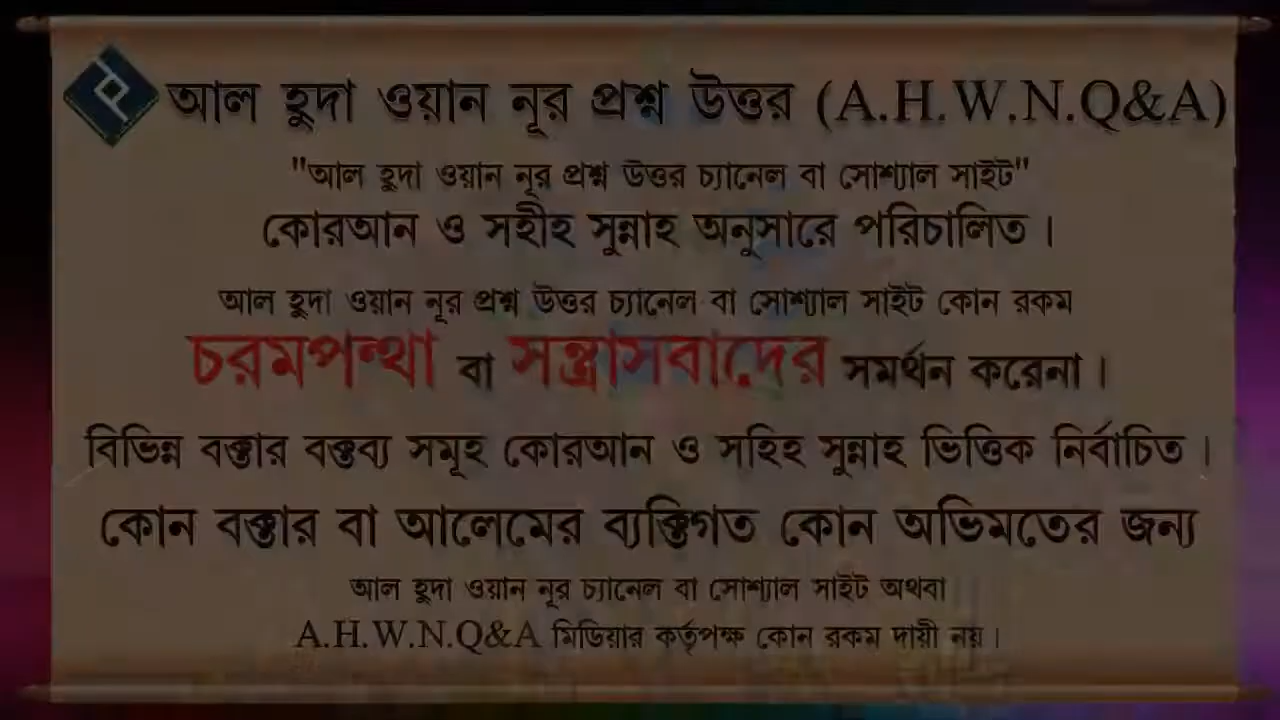 আল হুদা ওয়ান নূর প্রশ্ন উত্তর (A.H.W.N.Q&A)
"আল হুদা ওয়ান নূর প্রশ্ন উত্তর চ্যানেল বা সোশ্যাল সাইট"
কোরআন ও সহীহ সুন্নাহ অনুসারে পরিচালিত।
আল হুদা ওয়ান নূর প্রশ্ন উত্তর চ্যানেল বা সোশ্যাল সাইট কোন রকম
চরমপন্থা বা সন্ত্রাসবাদের সমর্থন করেনা।
বিভিন্ন বক্তার বক্তব্য সমূহ কোরআন ও সহিহ সুন্নাহ ভিত্তিক নির্বাচিত।
কোন বক্তার বা আলেমের ব্যক্তিগত কোন অভিমতের জন্য
আল হুদা ওয়ান নূর চ্যানেল বা সোশ্যাল সাইট অথবা
A.H.W.N.Q&A মিডিয়ার কর্তৃপক্ষ কোন রকম দায়ী নয়।